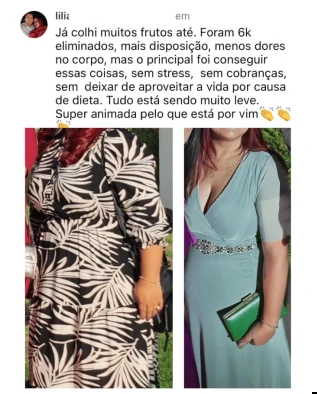 lilia em
Já colhi muitos frutos até. Foram 6k
eliminados, mais disposição, menos dores
no corpo, mas o principal foi conseguir
essas coisas, sem stress, sem cobranças,
sem deixar de aproveitar a vida por causa
de dieta. Tudo está sendo muito leve.
Super animada pelo que está por vim👏👏
👏